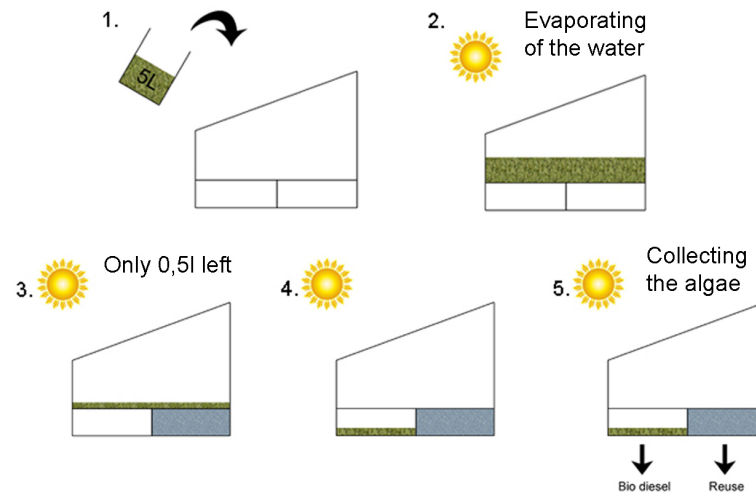 1.
5L
2.
Evaporating
of the water
3.
Only 0,5l left
4.
5.
Collecting
the algae
Bio diesel
Reuse